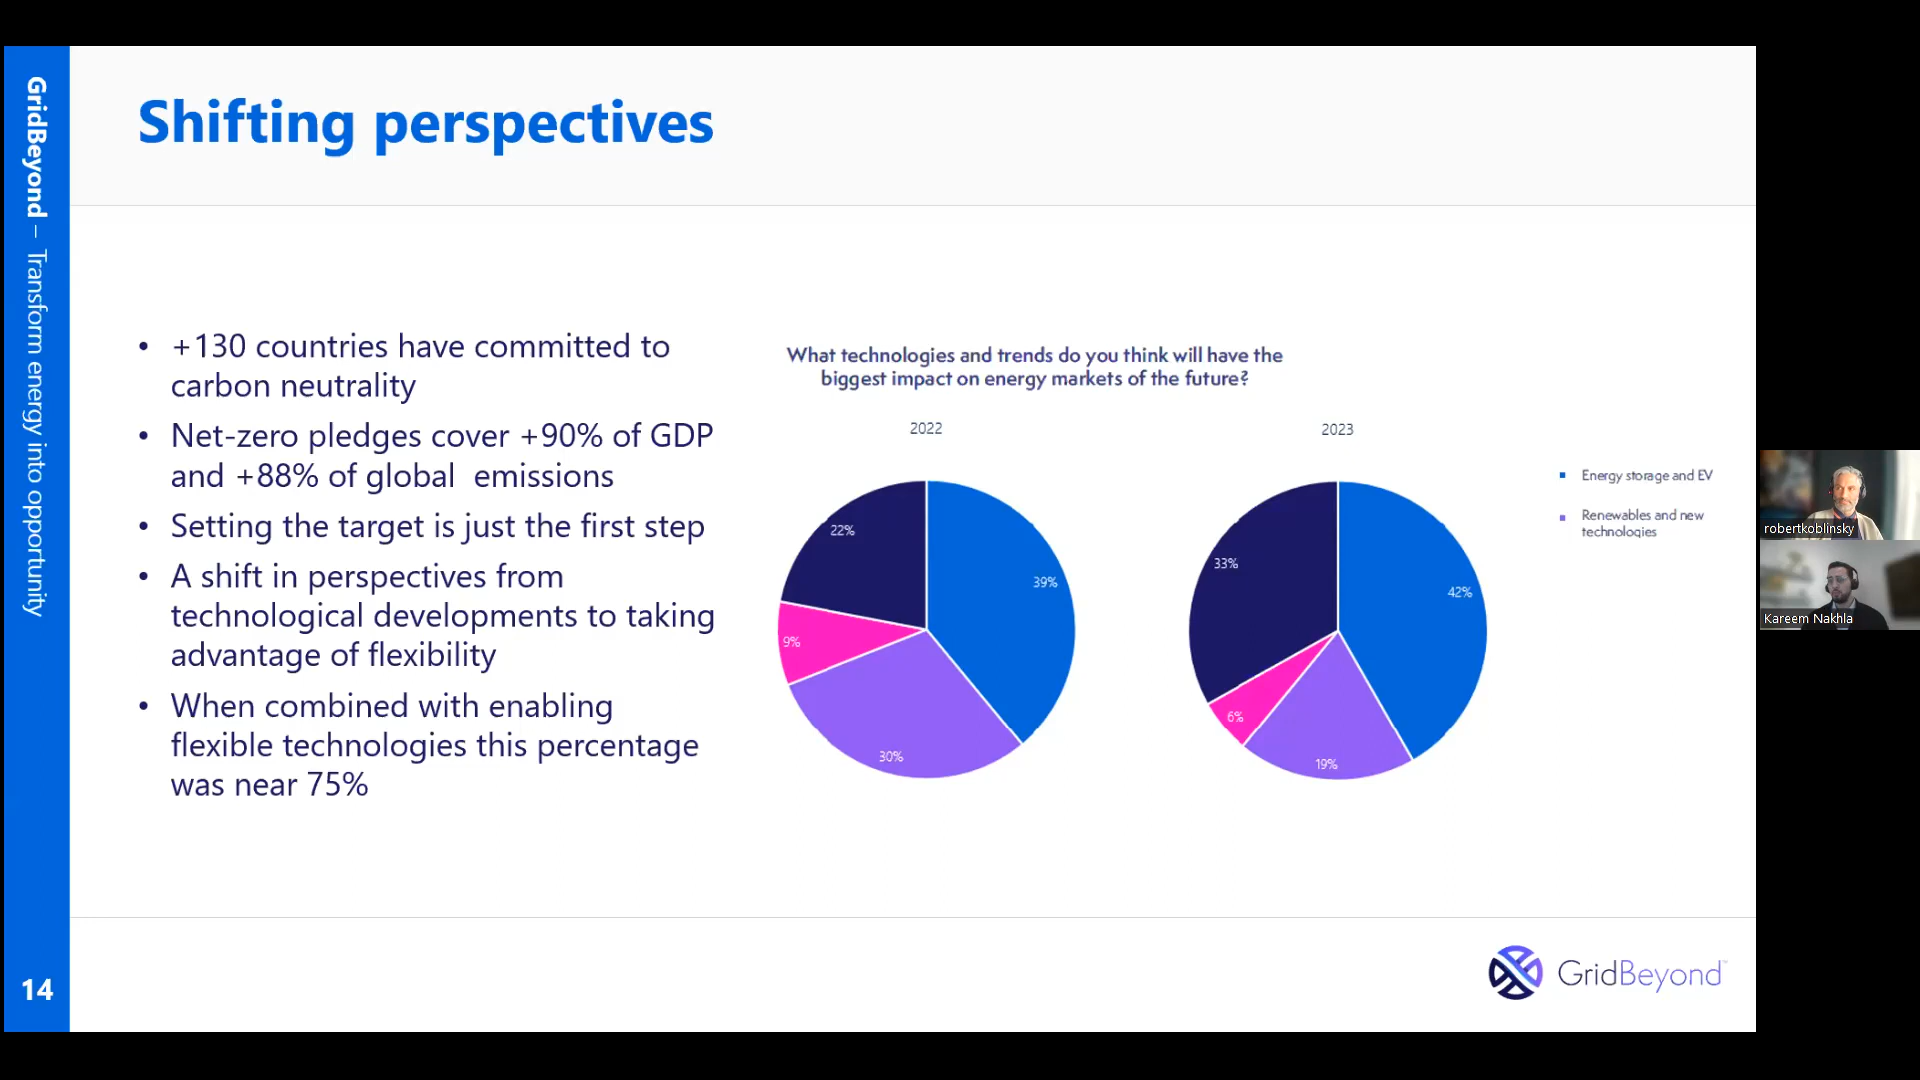 GridBeyond – Transform energy into opportunity
Shifting perspectives
• +130 countries have committed to
carbon neutrality
• Net-zero pledges cover +90% of GDP
and +88% of global  emissions
• Setting the target is just the first step
• A shift in perspectives from
technological developments to taking
advantage of flexibility
• When combined with enabling
flexible technologies this percentage
was near 75%
What technologies and trends do you think will have the
biggest impact on energy markets of the future?
2022
22%
39%
9%
30%
2023
33%
42%
6%
19%
Energy storage and EV
Renewables and new
technologies
robertkoblinsky
Kareem Nakhla
14
GridBeyond™